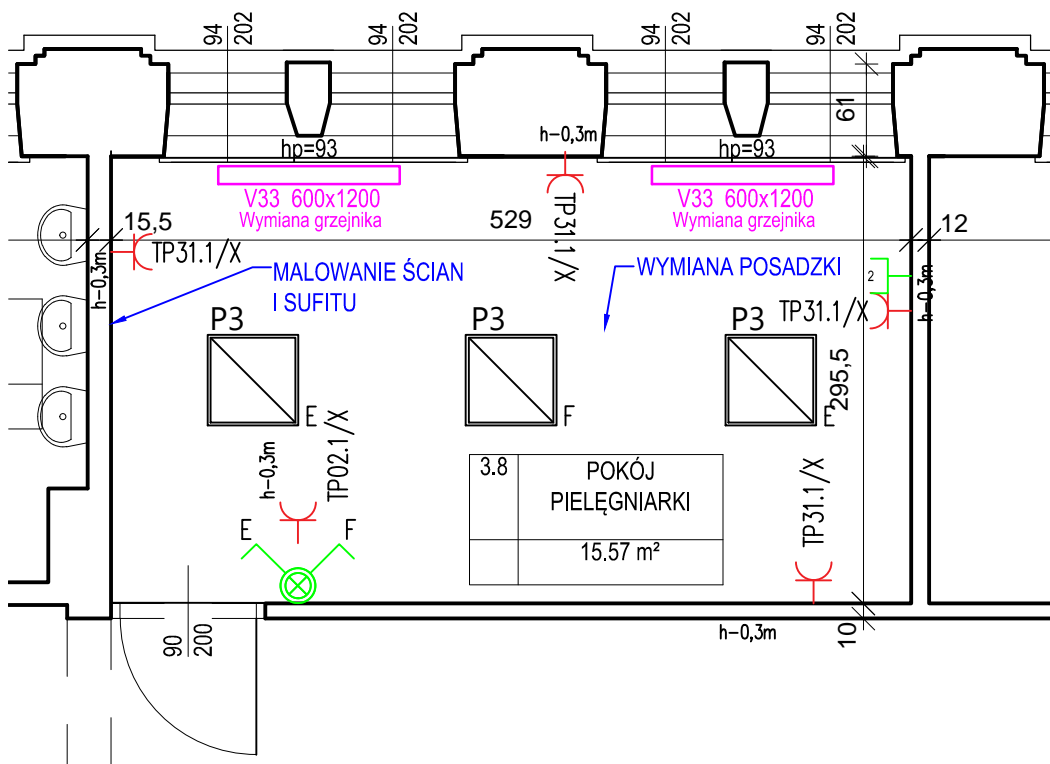 94
202
94
202
94
202
94
202
61
h-0,3m
hp=93
hp=93
V33 600x1200
Wymiana grzejnika
V33 600x1200
Wymiana grzejnika
15,5
529
12
TP31.1/X
TP31.1/X
h-0,3m
MALOWANIE ŚCIAN
I SUFITU
WYMIANA POSADZKI
2
TP31.1/X
h-0,3m
P3
P3
P3
295,5
E
F
E
h-0,3m
TP02.1/X
3.8
POKÓJ
PIELĘGNIARKI
15.57 m²
TP31.1/X
E
F
90
200
h-0,3m
10